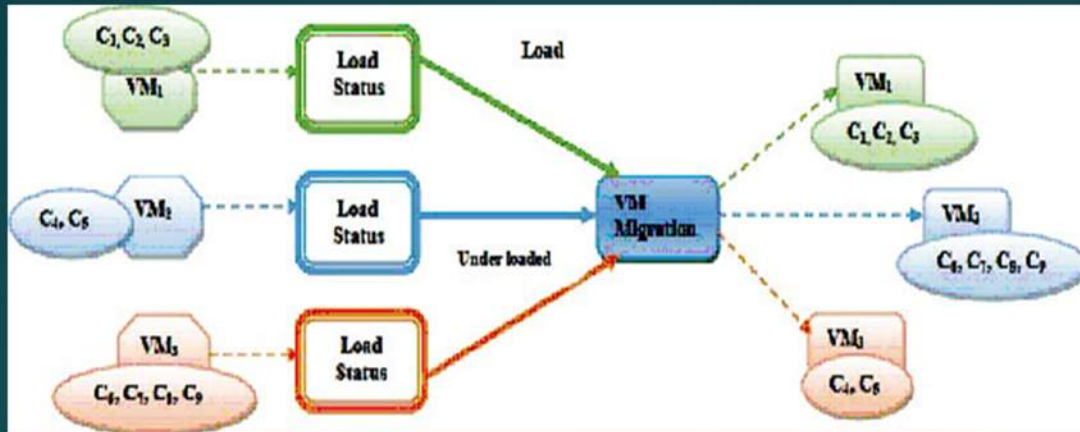 C₁, C₂, C₃
VM₁
Load
Status
Load
VM₁
C₁, C₂, C₃
C₄, C₅
VM₂
Load
Status
VM
Migration
VM₂
C₆, C₇, C₈, C₉
Under loaded
VM₃
C₆, C₇, C₈, C₉
Load
Status
VM₃
C₄, C₅